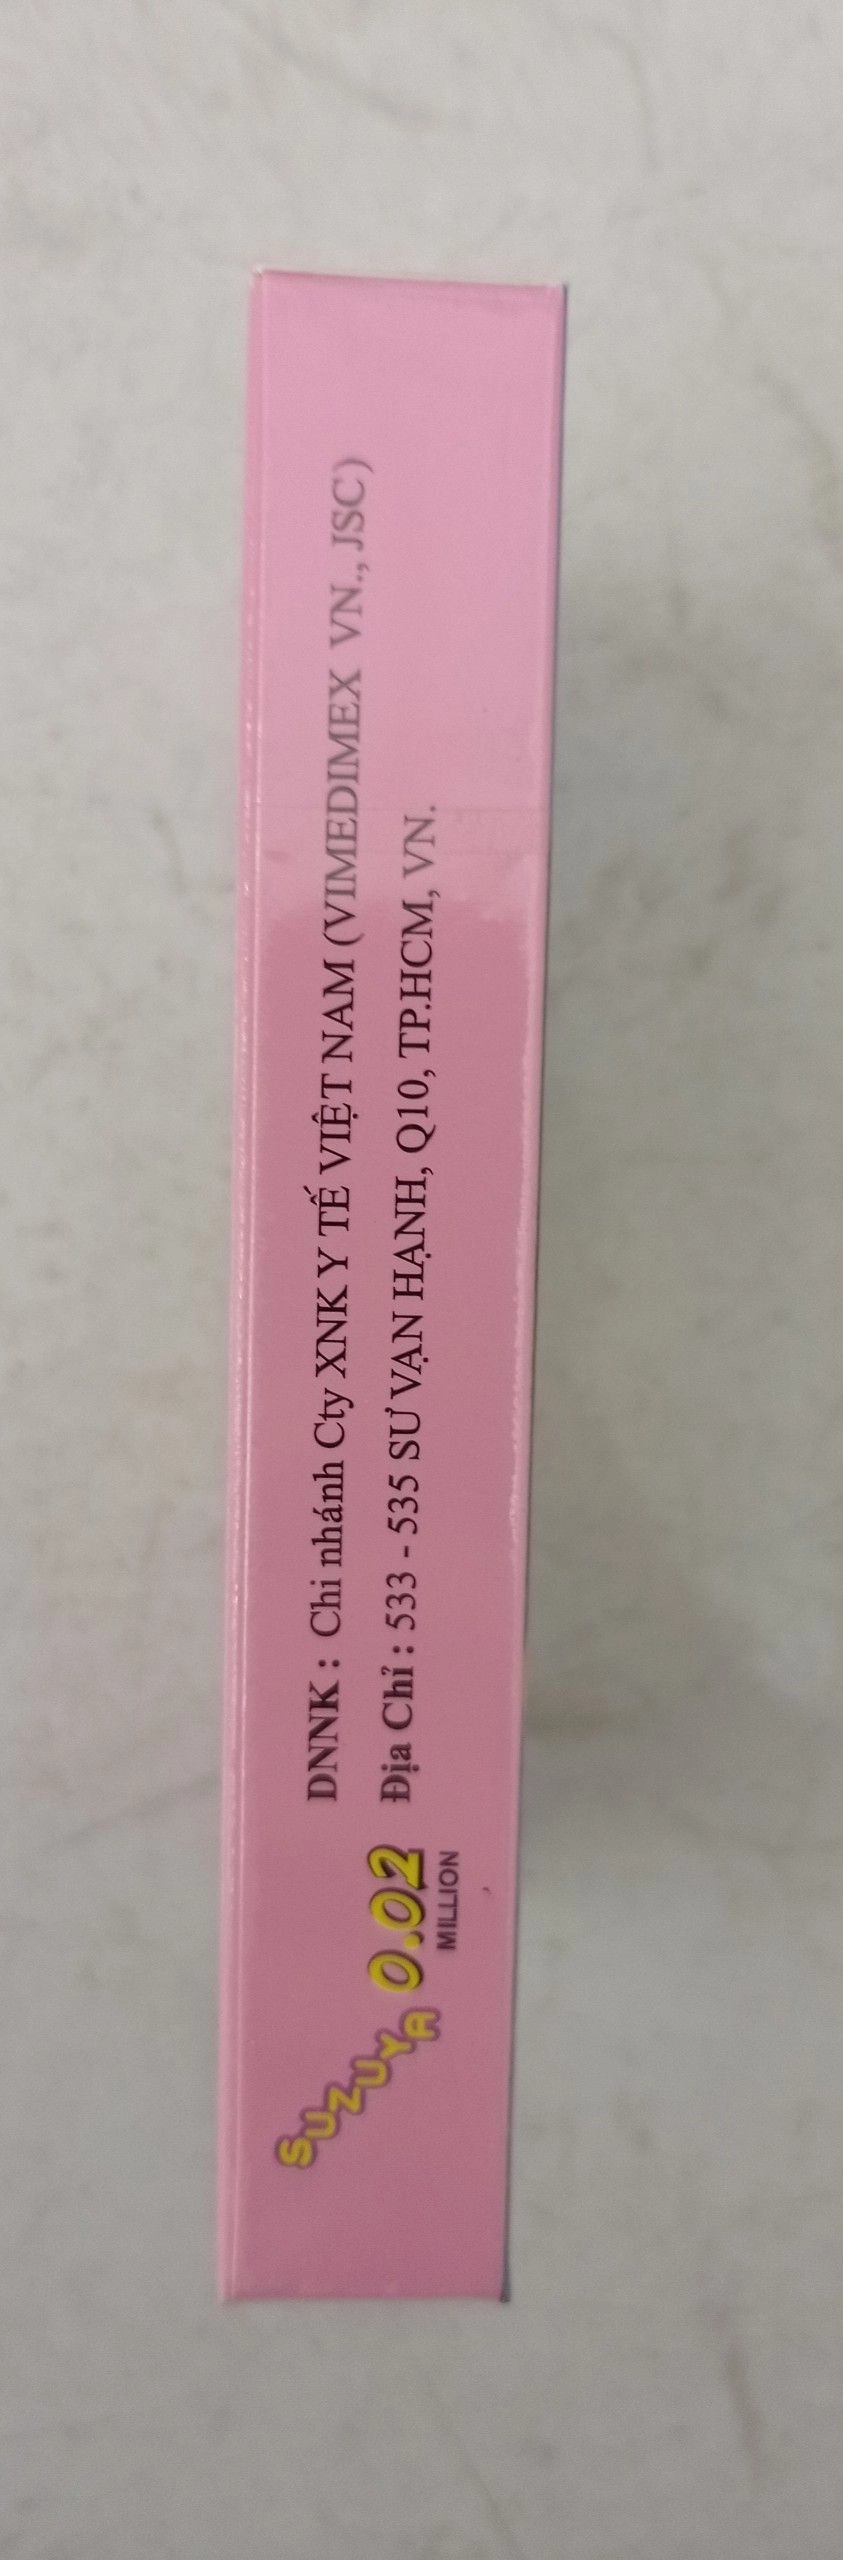 SUZUYA 0.02
MILLION
DNNK : Chi nhánh Cty XNK Y TẾ VIỆT NAM (VIMEDIMEX VN., JSC)
Địa Chỉ : 533 - 535 SƯ VẠN HẠNH, Q10, TP.HCM, VN.